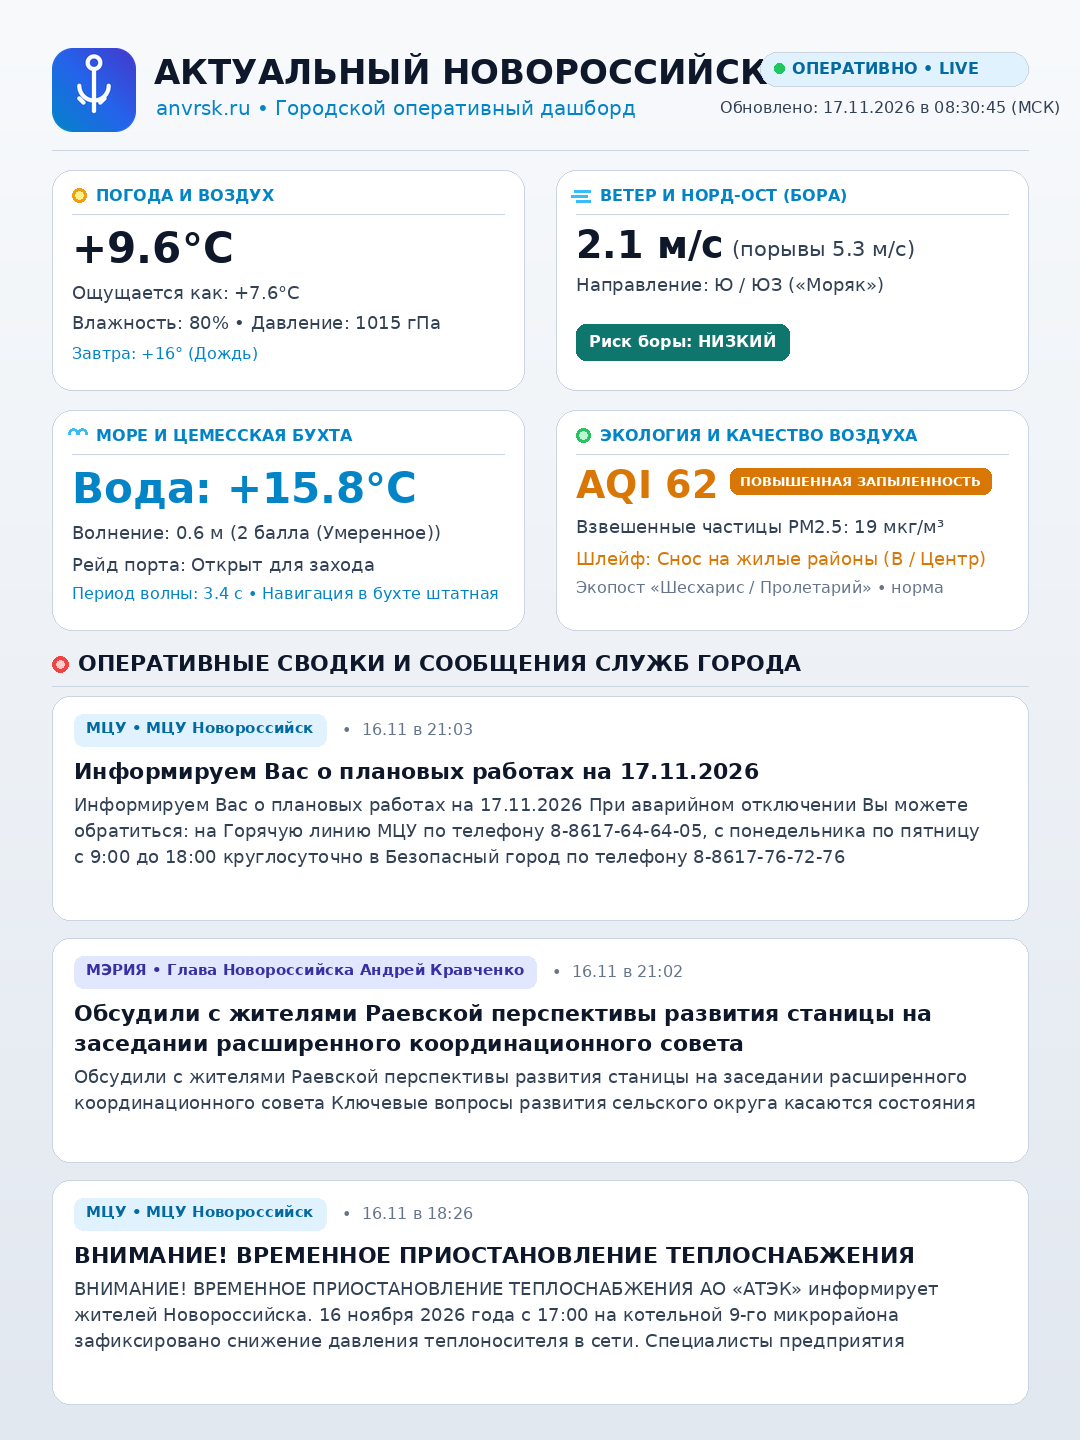 АКТУАЛЬНЫЙ НОВОРОССИЙСК
ОПЕРАТИВНО • LIVE
anvrsk.ru • Городской оперативный дашборд
Обновлено: 17.11.2026 в 08:30:45 (МСК)
ПОГОДА И ВОЗДУХ
+9.6°C
Ощущается как: +7.6°C
Влажность: 80% • Давление: 1015 гПа
Завтра: +16° (Дождь)
ВЕТЕР И НОРД-ОСТ (БОРА)
2.1 м/с (порывы 5.3 м/с)
Направление: Ю / ЮЗ («Моряк»)
Риск боры: НИЗКИЙ
МОРЕ И ЦЕМЕССКАЯ БУХТА
Вода: +15.8°C
Волнение: 0.6 м (2 балла (Умеренное))
Рейд порта: Открыт для захода
Период волны: 3.4 с • Навигация в бухте штатная
ЭКОЛОГИЯ И КАЧЕСТВО ВОЗДУХА
AQI 62 ПОВЫШЕННАЯ ЗАПЫЛЕННОСТЬ
Взвешенные частицы PM2.5: 19 мкг/м³
Шлейф: Снос на жилые районы (В / Центр)
Экопост «Шесхарис / Пролетарий» • норма
ОПЕРАТИВНЫЕ СВОДКИ И СООБЩЕНИЯ СЛУЖБ ГОРОДА
МЦУ • МЦУ Новороссийск • 16.11 в 21:03
Информируем Вас о плановых работах на 17.11.2026
Информируем Вас о плановых работах на 17.11.2026 При аварийном отключении Вы можете
обратиться: на Горячую линию МЦУ по телефону 8-8617-64-64-05, с понедельника по пятницу
с 9:00 до 18:00 круглосуточно в Безопасный город по телефону 8-8617-76-72-76
МЭРИЯ • Глава Новороссийска Андрей Кравченко • 16.11 в 21:02
Обсудили с жителями Раевской перспективы развития станицы на
заседании расширенного координационного совета
Обсудили с жителями Раевской перспективы развития станицы на заседании расширенного
координационного совета Ключевые вопросы развития сельского округа касаются состояния
МЦУ • МЦУ Новороссийск • 16.11 в 18:26
ВНИМАНИЕ! ВРЕМЕННОЕ ПРИОСТАНОВЛЕНИЕ ТЕПЛОСНАБЖЕНИЯ
ВНИМАНИЕ! ВРЕМЕННОЕ ПРИОСТАНОВЛЕНИЕ ТЕПЛОСНАБЖЕНИЯ АО «АТЭК» информирует
жителей Новороссийска. 16 ноября 2026 года с 17:00 на котельной 9-го микрорайона
зафиксировано снижение давления теплоносителя в сети. Специалисты предприятия